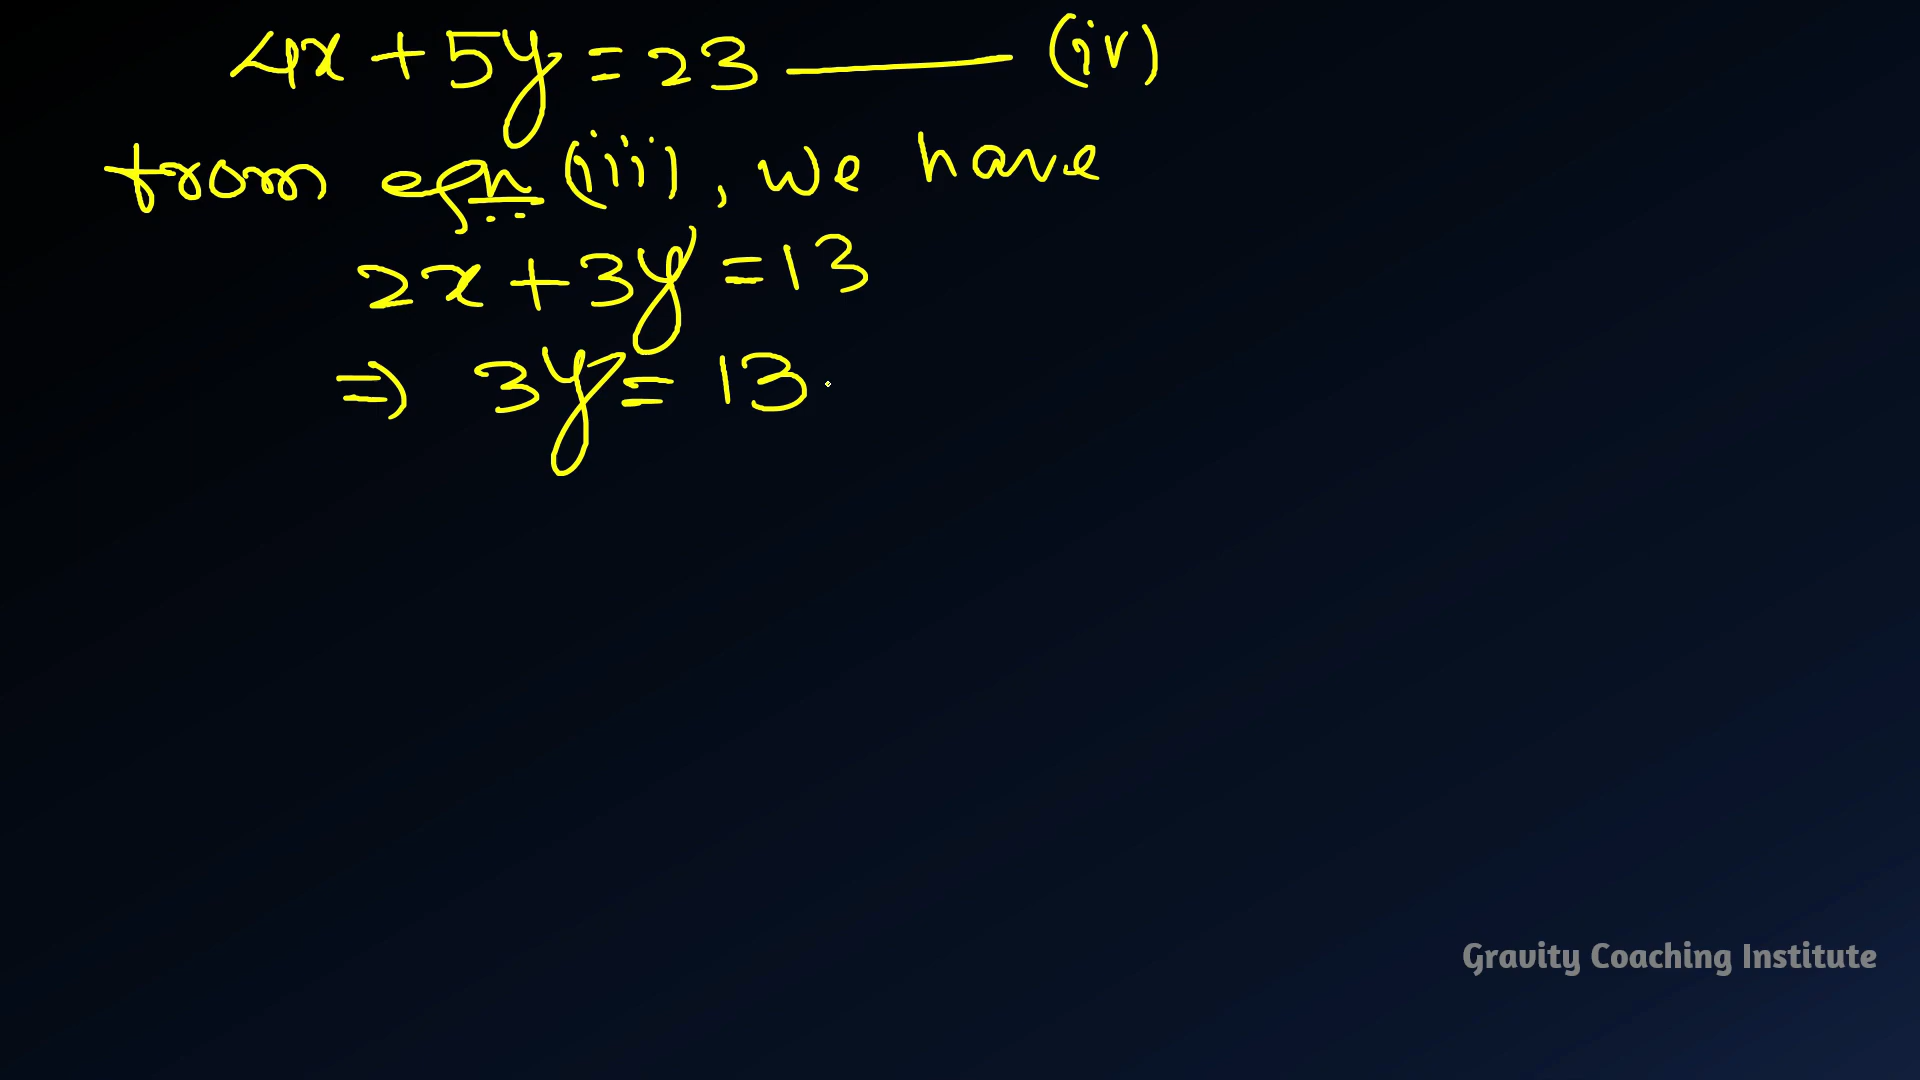 4x + 5y = 23 —— (iv)
from eqn (iii), we have
2x + 3y = 13
⇒ 3y = 13
Gravity Coaching Institute